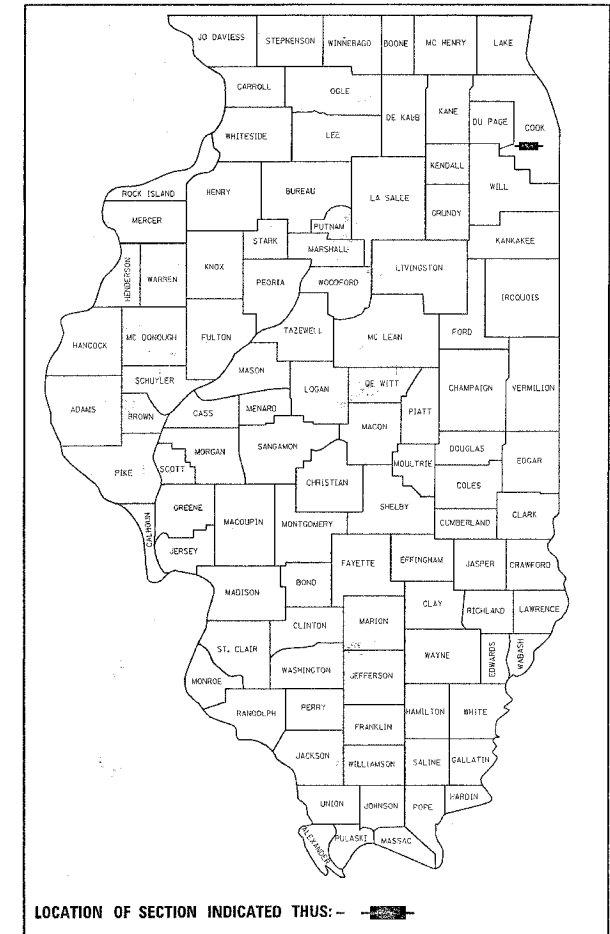 JO DAVIESS
STEPHENSON
WINNEBAGO
BOONE
MC HENRY
LAKE
CARROLL
OGLE
DE KALB
KANE
DU PAGE
COOK
WHITESIDE
LEE
KENDALL
WILL
ROCK ISLAND
HENRY
BUREAU
LA SALLE
GRUNDY
MERCER
PUTNAM
KANKAKEE
STARK
MARSHALL
HENDERSON
WARREN
KNOX
PEORIA
WOODFORD
LIVINGSTON
IROQUOIS
HANCOCK
MC DONOUGH
FULTON
TAZEWELL
MC LEAN
FORD
MASON
SCHUYLER
LOGAN
DE WITT
CHAMPAIGN
VERMILION
ADAMS
BROWN
CASS
MENARD
PIATT
MACON
MORGAN
SANGAMON
DOUGLAS
EDGAR
PIKE
SCOTT
MOULTRIE
CHRISTIAN
COLES
SHELBY
CALHOUN
GREENE
MACOUPIN
MONTGOMERY
CUMBERLAND
CLARK
JERSEY
FAYETTE
EFFINGHAM
JASPER
CRAWFORD
MADISON
BOND
CLAY
RICHLAND
LAWRENCE
CLINTON
MARION
ST. CLAIR
WAYNE
EDWARDS
WABASH
WASHINGTON
JEFFERSON
MONROE
RANDOLPH
PERRY
HAMILTON
WHITE
FRANKLIN
JACKSON
WILLIAMSON
SALINE
GALLATIN
UNION
JOHNSON
POPE
HARDIN
ALEXANDER
PULASKI
MASSAC
LOCATION OF SECTION INDICATED THUS: –